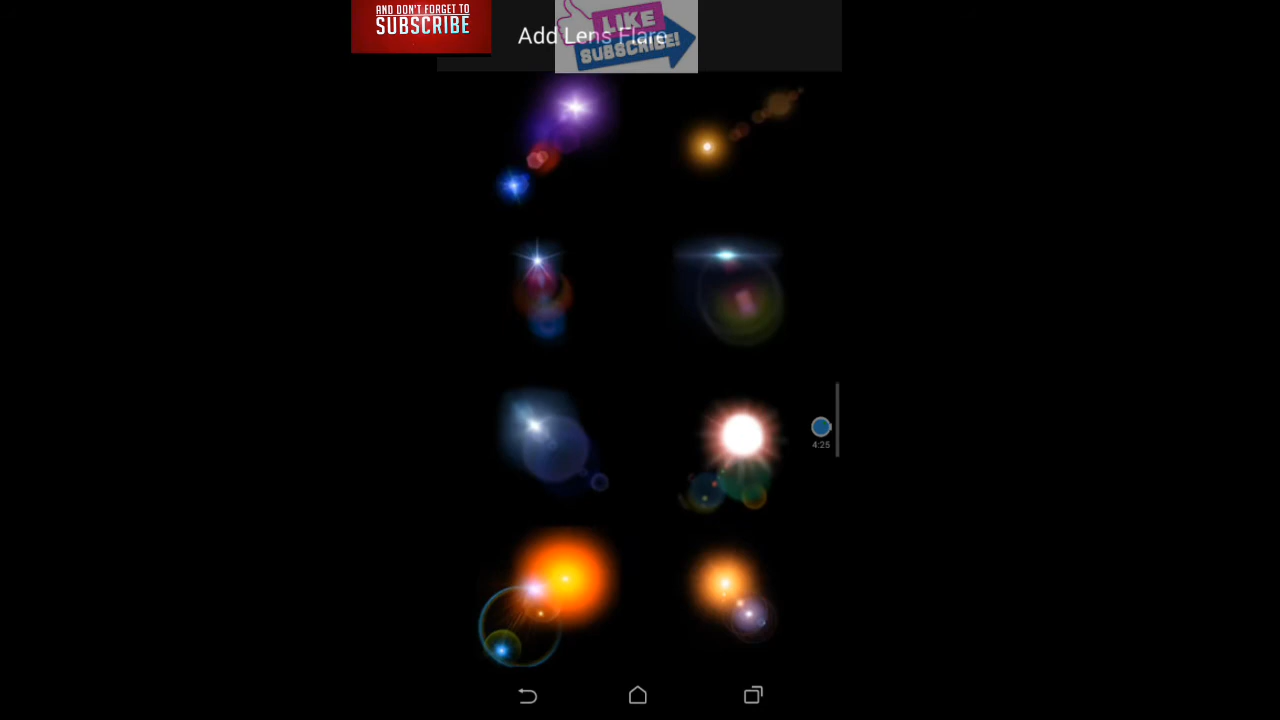 AND DON'T FORGET TO
SUBSCRIBE
Add Lens Flare
LIKE
SUBSCRIBE!
4:25